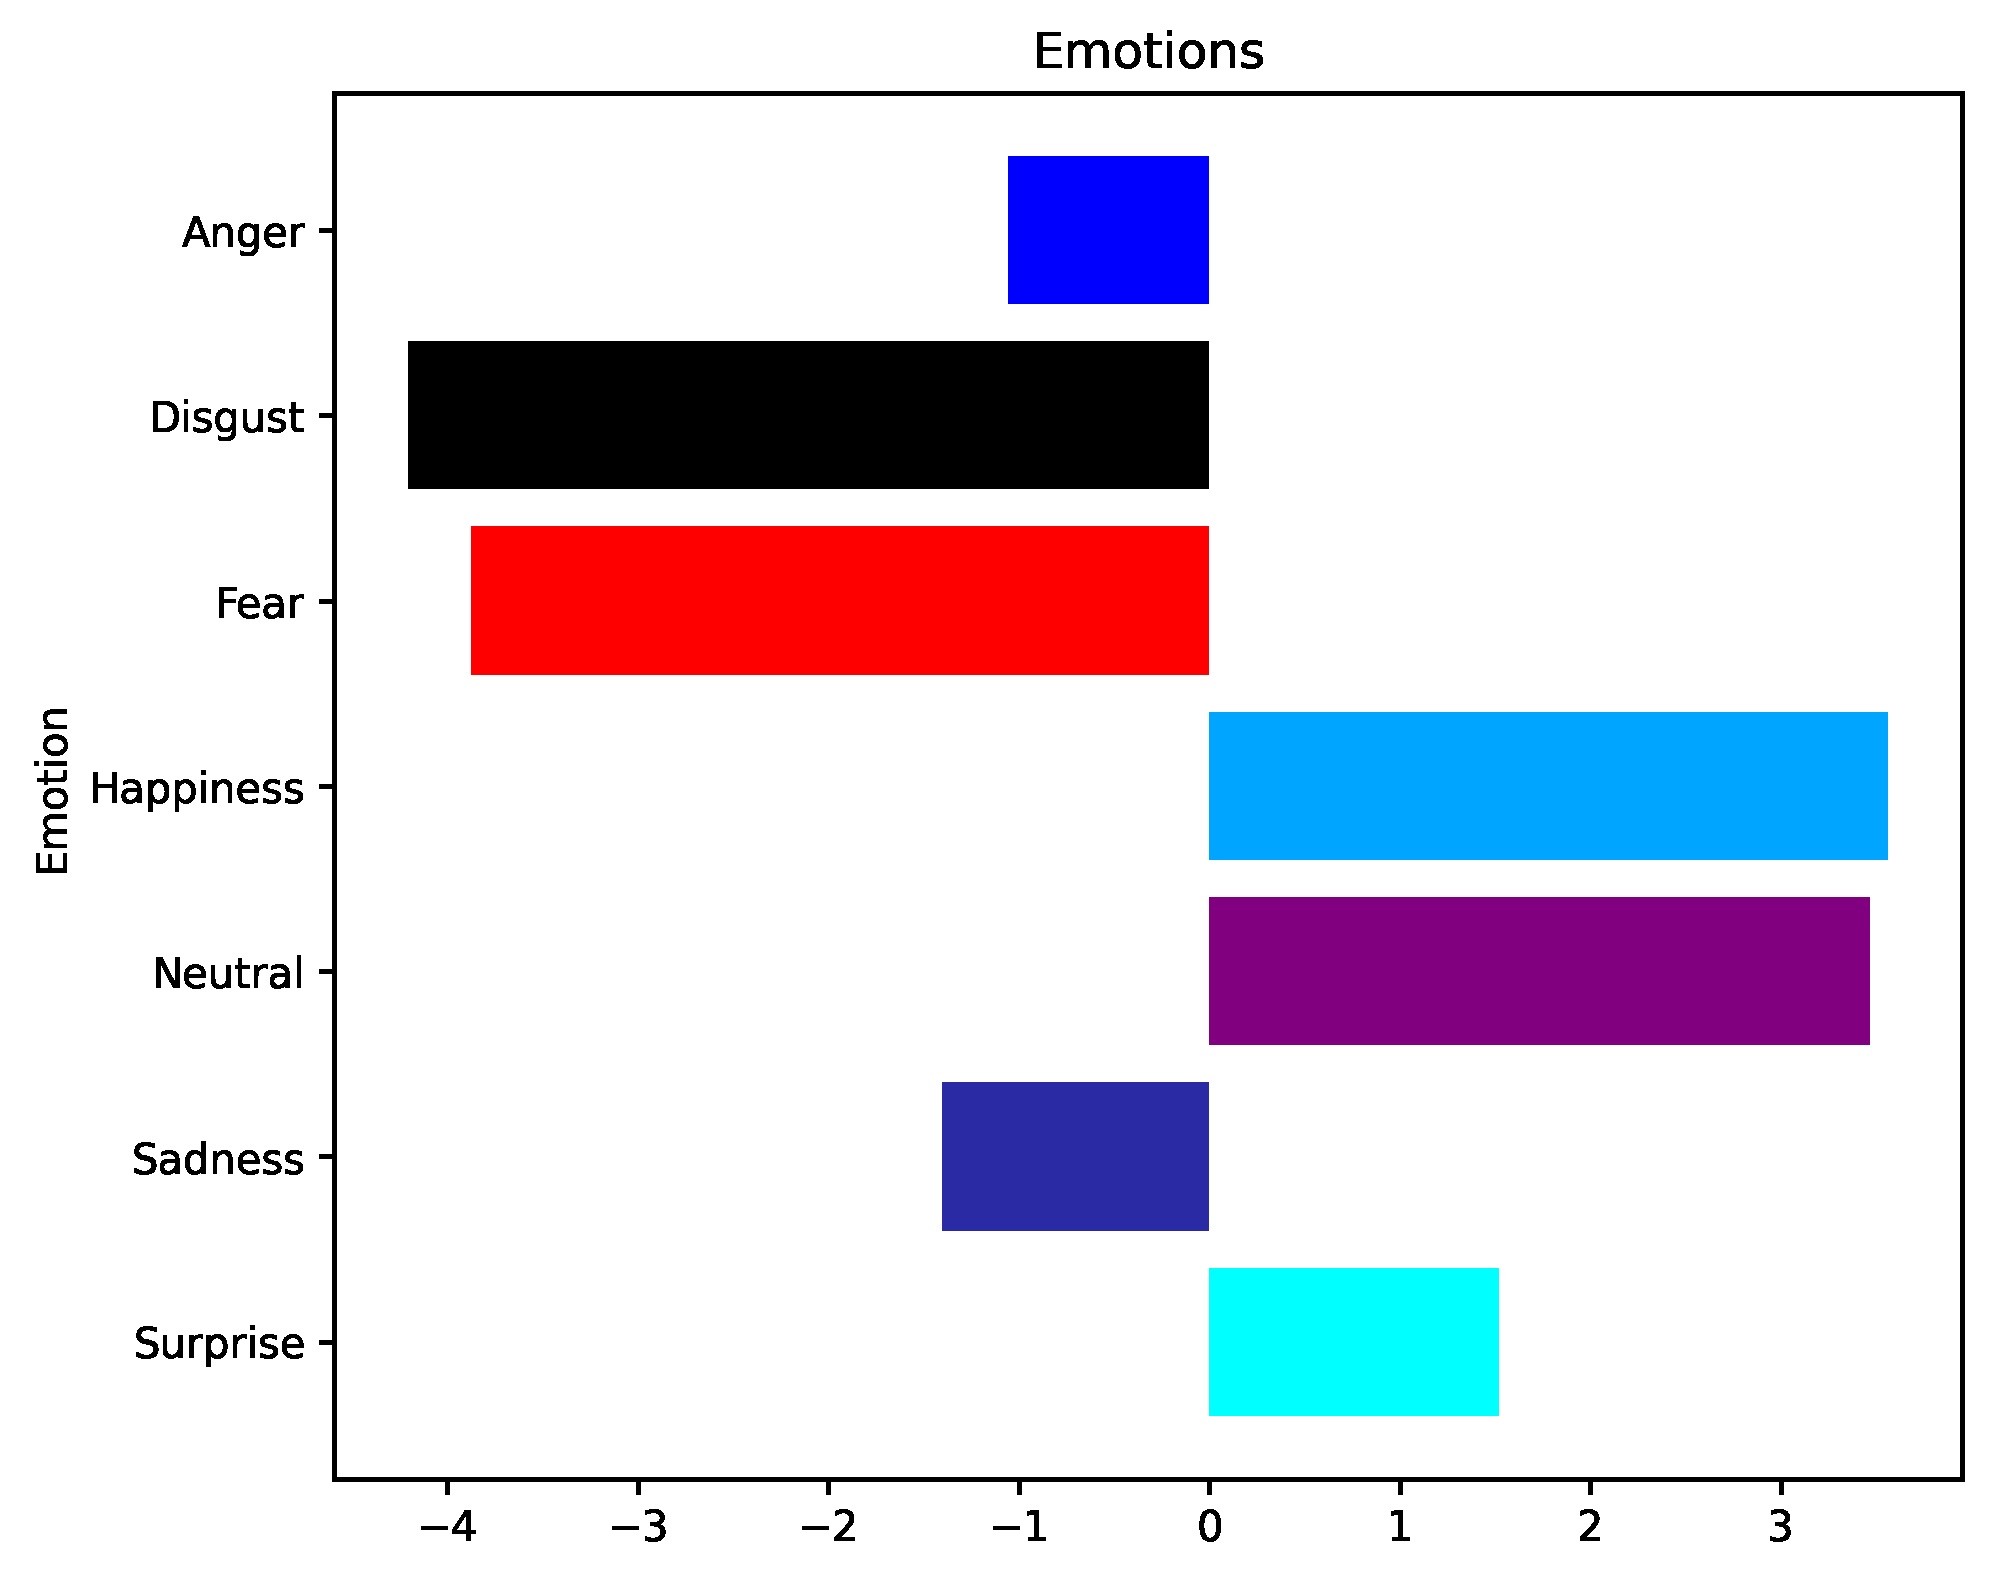 Emotions
Emotion
Anger
Disgust
Fear
Happiness
Neutral
Sadness
Surprise
−4 −3 −2 −1 0 1 2 3